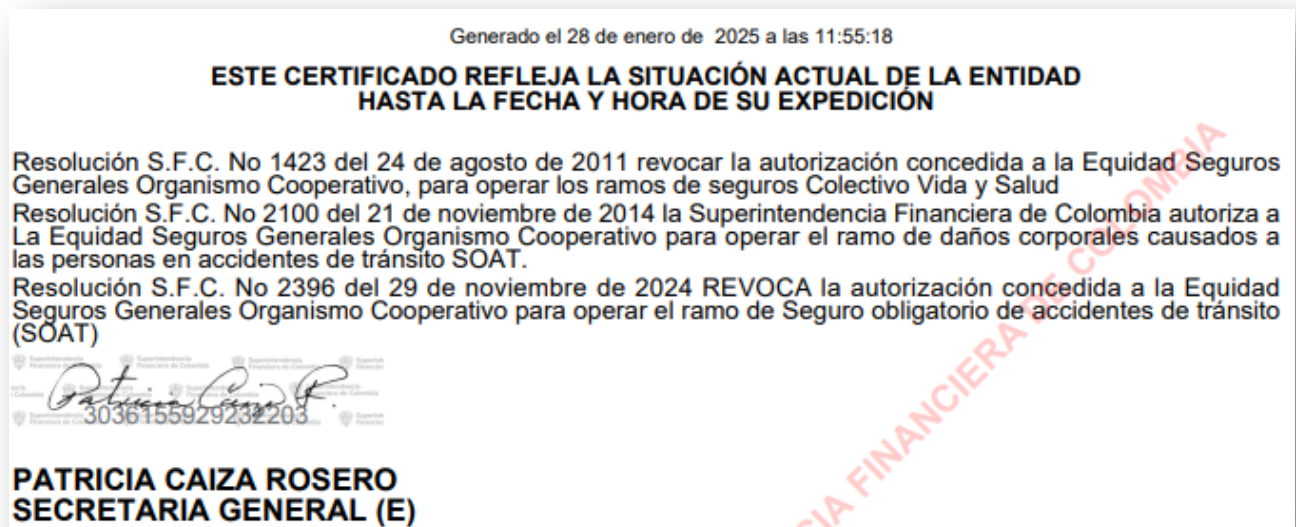 Generado el 28 de enero de 2025 a las 11:55:18
ESTE CERTIFICADO REFLEJA LA SITUACIÓN ACTUAL DE LA ENTIDAD
HASTA LA FECHA Y HORA DE SU EXPEDICIÓN
Resolución S.F.C. No 1423 del 24 de agosto de 2011 revocar la autorización concedida a la Equidad Seguros
Generales Organismo Cooperativo, para operar los ramos de seguros Colectivo Vida y Salud
Resolución S.F.C. No 2100 del 21 de noviembre de 2014 la Superintendencia Financiera de Colombia autoriza a
La Equidad Seguros Generales Organismo Cooperativo para operar el ramo de daños corporales causados a
las personas en accidentes de tránsito SOAT.
Resolución S.F.C. No 2396 del 29 de noviembre de 2024 REVOCA la autorización concedida a la Equidad
Seguros Generales Organismo Cooperativo para operar el ramo de Seguro obligatorio de accidentes de tránsito
(SOAT)
Patricia Caiza R.
3036155929232203
PATRICIA CAIZA ROSERO
SECRETARIA GENERAL (E)
CIA FINANCIERA DE COLOMBIA